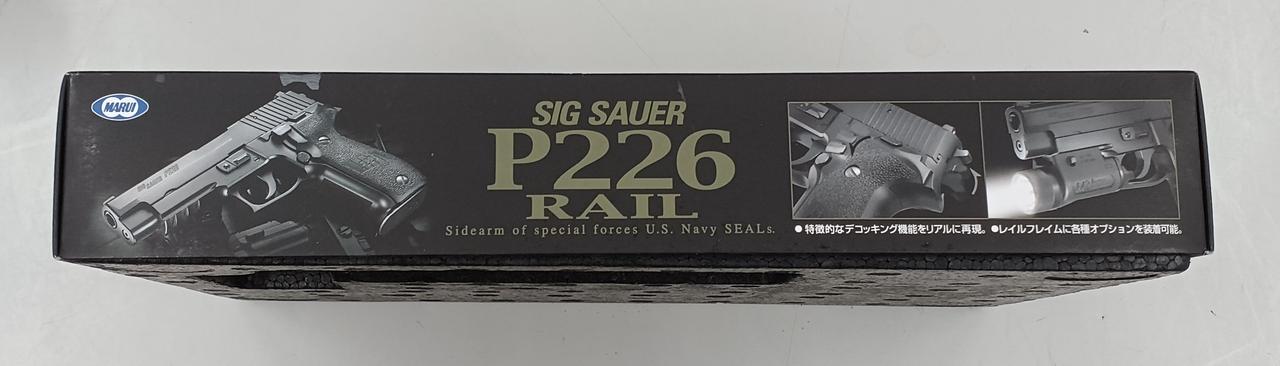 MARUI
SIG SAUER
P226
RAIL
Sidearm of special forces U.S. Navy SEALs.
●特徴的なデコッキング機能をリアルに再現。
●レイルフレイムに各種オプションを装着可能。